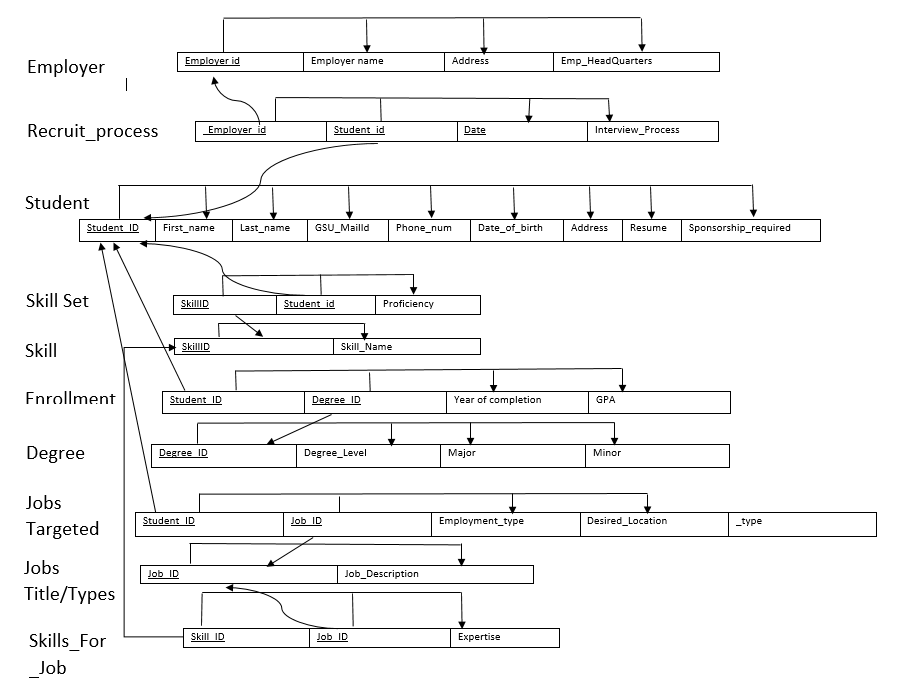 Employer
Employer id Employer name Address Emp_HeadQuarters
Recruit_process
_Employer_id Student_id Date Interview_Process
Student
Student_ID First_name Last_name GSU_MailId Phone_num Date_of_birth Address Resume Sponsorship_required
Skill Set
SkillID Student_id Proficiency
Skill
SkillID Skill_Name
Enrollment
Student_ID Degree_ID Year of completion GPA
Degree
Degree_ID Degree_Level Major Minor
Jobs
Targeted
Student_ID Job_ID Employment_type Desired_Location _type
Jobs
Title/Types
Job_ID Job_Description
Skills_For
_Job
Skill_ID Job_ID Expertise